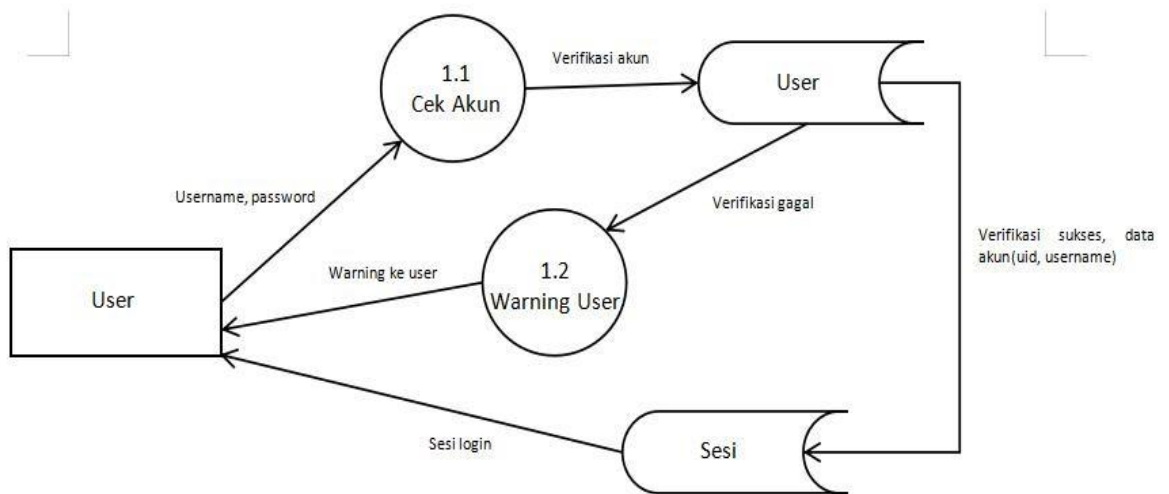 1.1
Cek Akun
Verifikasi akun
User
Username, password
Verifikasi gagal
Verifikasi sukses, data
akun(uid, username)
User
Warning ke user
1.2
Warning User
Sesi login
Sesi